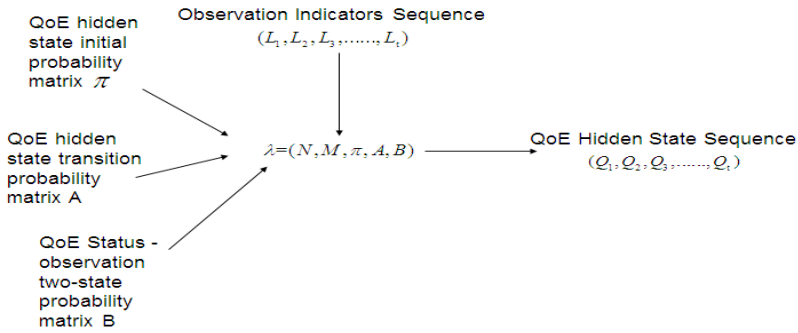 QoE hidden
state initial
probability
matrix π
Observation Indicators Sequence
(L₁,L₂,L₃,......,Lₜ)
QoE hidden
state transition
probability
matrix A
λ=(N,M,π,A,B)
QoE Hidden State Sequence
(Q₁,Q₂,Q₃,......,Qₜ)
QoE Status -
observation
two-state
probability
matrix B